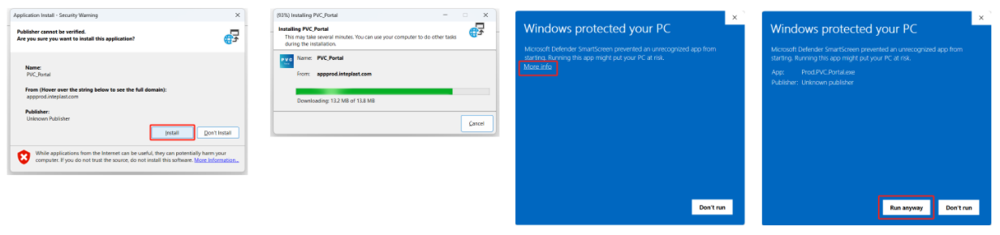 Application Install - Security Warning
Publisher cannot be verified.
Are you sure you want to install this application?
Name:
PVC_Portal
From (Hover over the string below to see the full domain):
appprod.inteplast.com
Publisher:
Unknown Publisher
Install
Don't Install
While applications from the Internet can be useful, they can potentially harm your
computer. If you do not trust the source, do not install this software. More Information...
(93%) Installing PVC_Portal
Installing PVC_Portal
This may take several minutes. You can use your computer to do other tasks
during the installation.
PVC
Name: PVC_Portal
From: appprod.inteplast.com
Downloading: 13.2 MB of 13.8 MB
Cancel
Windows protected your PC
Microsoft Defender SmartScreen prevented an unrecognized app from
starting. Running this app might put your PC at risk.
More info
Don't run
Windows protected your PC
Microsoft Defender SmartScreen prevented an unrecognized app from
starting. Running this app might put your PC at risk.
App: Prod.PVC.Portal.exe
Publisher: Unknown publisher
Run anyway
Don't run